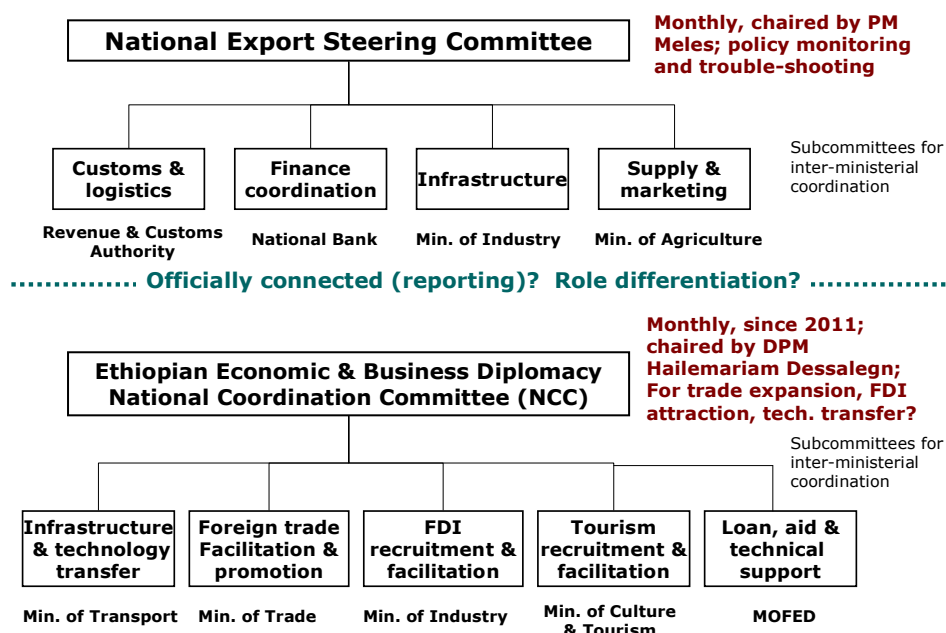 National Export Steering Committee
Monthly, chaired by PM
Meles; policy monitoring
and trouble-shooting
Customs &
logistics
Finance
coordination
Infrastructure
Supply &
marketing
Subcommittees for
inter-ministerial
coordination
Revenue & Customs
Authority
National Bank
Min. of Industry
Min. of Agriculture
Officially connected (reporting)? Role differentiation?
Ethiopian Economic & Business Diplomacy
National Coordination Committee (NCC)
Monthly, since 2011;
chaired by DPM
Hailemariam Dessalegn;
For trade expansion, FDI
attraction, tech. transfer?
Subcommittees for
inter-ministerial
coordination
Infrastructure
& technology
transfer
Foreign trade
Facilitation &
promotion
FDI
recruitment &
facilitation
Tourism
recruitment &
facilitation
Loan, aid &
technical
support
Min. of Transport
Min. of Trade
Min. of Industry
Min. of Culture
& Tourism
MOFED